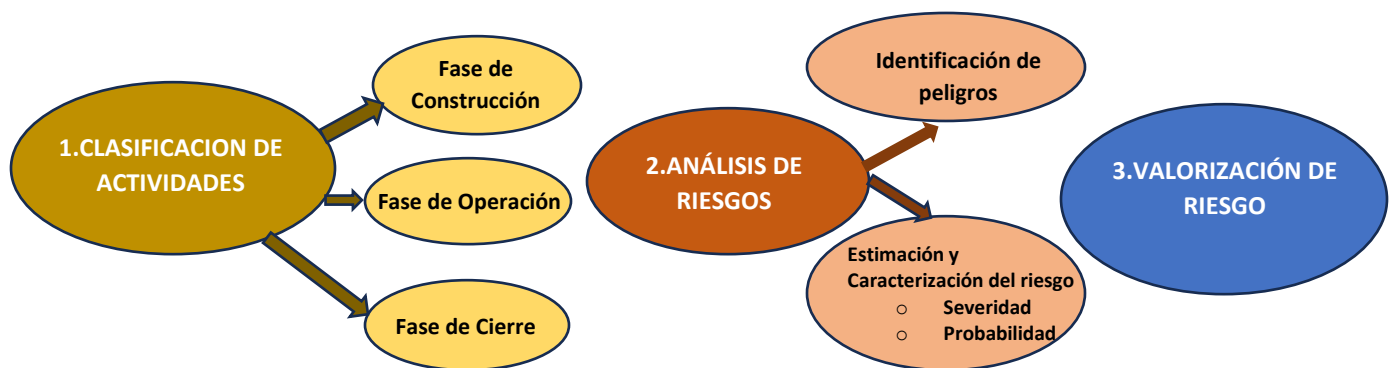 1.CLASIFICACION DE
ACTIVIDADES
Fase de
Construcción
Fase de Operación
Fase de Cierre
2.ANÁLISIS DE
RIESGOS
Identificación de
peligros
Estimación y
Caracterización del riesgo
o Severidad
o Probabilidad
3.VALORIZACIÓN DE
RIESGO